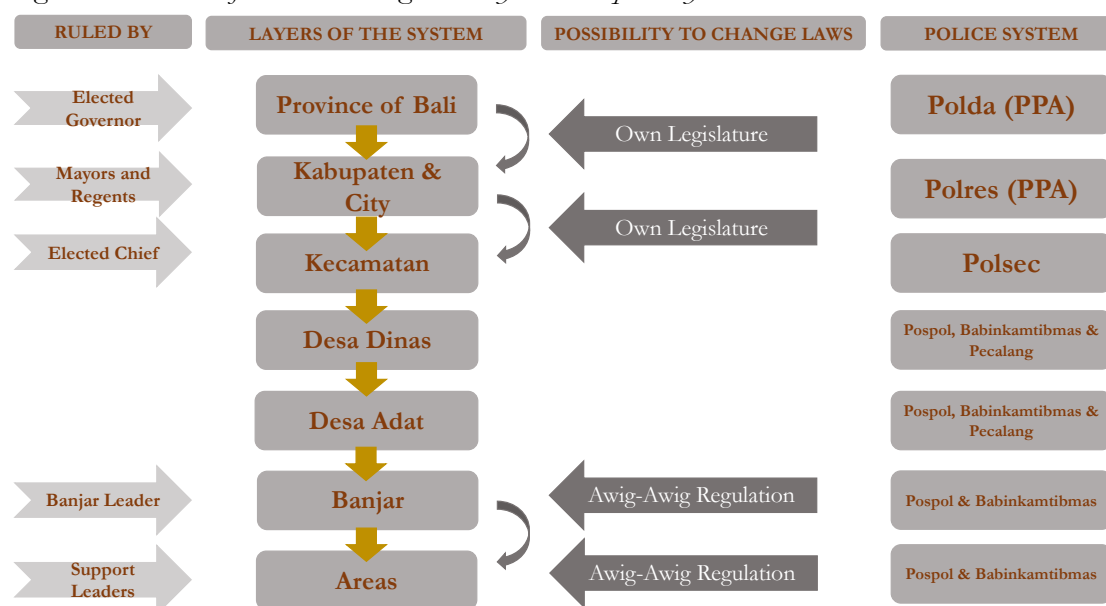 RULED BY
LAYERS OF THE SYSTEM
POSSIBILITY TO CHANGE LAWS
POLICE SYSTEM
Elected
Governor
Province of Bali
Own Legislature
Polda (PPA)
Mayors and
Regents
Kabupaten &
City
Own Legislature
Polres (PPA)
Elected Chief
Kecamatan
Polsec
Desa Dinas
Pospol, Babinkamtibmas &
Pecalang
Desa Adat
Pospol, Babinkamtibmas &
Pecalang
Banjar Leader
Banjar
Awig-Awig Regulation
Pospol & Babinkamtibmas
Support
Leaders
Areas
Awig-Awig Regulation
Pospol & Babinkamtibmas